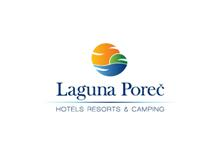 Laguna Poreč
HOTELS RESORTS & CAMPING